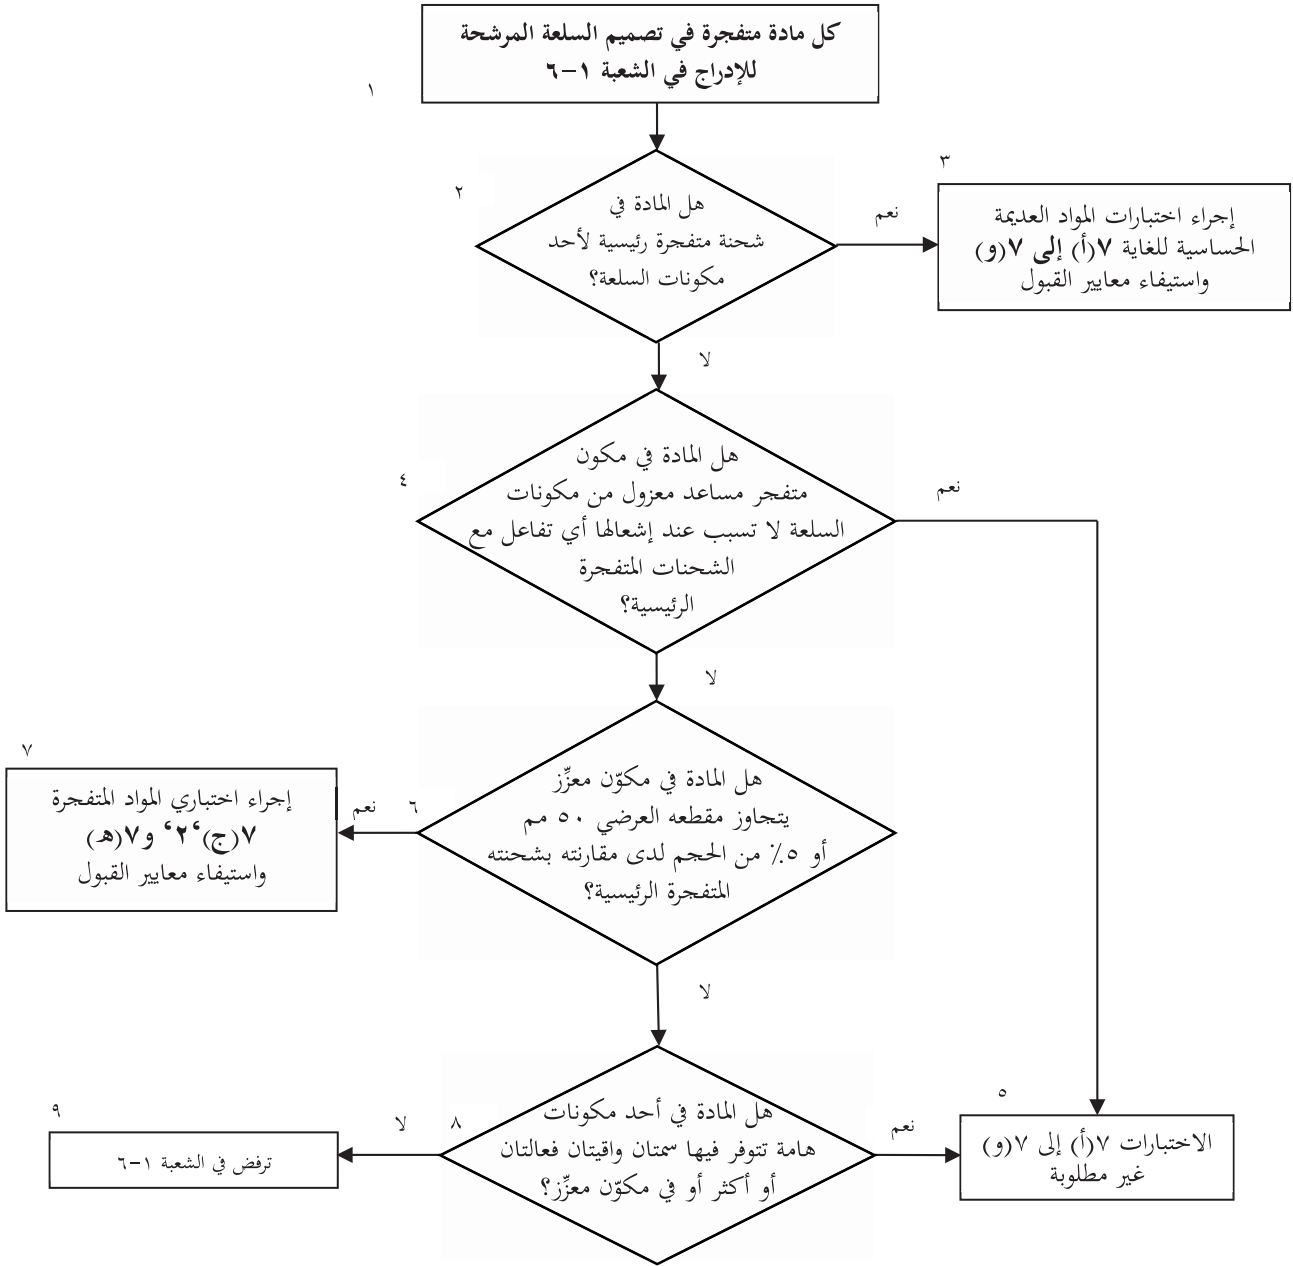 كل مادة متفجرة في تصميم السلعة المرشحة
للإدراج في الشعبة ١-٦
١
٢
هل المادة في
شحنة متفجرة رئيسية لأحد
مكونات السلعة؟
نعم
٣
إجراء اختبارات المواد العديمة
الحساسية للغاية ٧(أ) إلى ٧(و)
واستيفاء معايير القبول
لا
٤
هل المادة في مكون
متفجر مساعد معزول من مكونات
السلعة لا تسبب عند إشعالها أي تفاعل مع
الشحنات المتفجرة
الرئيسية؟
نعم
لا
٦
هل المادة في مكوّن معزِّز
يتجاوز مقطعه العرضي ٥٠ مم
أو ٥٪ من الحجم لدى مقارنته بشحنته
المتفجرة الرئيسية؟
نعم
٧
إجراء اختباري المواد المتفجرة
٧(ج)‘٢‘ و٧(هـ)
واستيفاء معايير القبول
لا
٨
هل المادة في أحد مكونات
هامة تتوفر فيها سمتان واقيتان فعالتان
أو أكثر أو في مكوّن معزِّز؟
نعم
٥
الاختبارات ٧(أ) إلى ٧(و)
غير مطلوبة
لا
٩
ترفض في الشعبة ١-٦